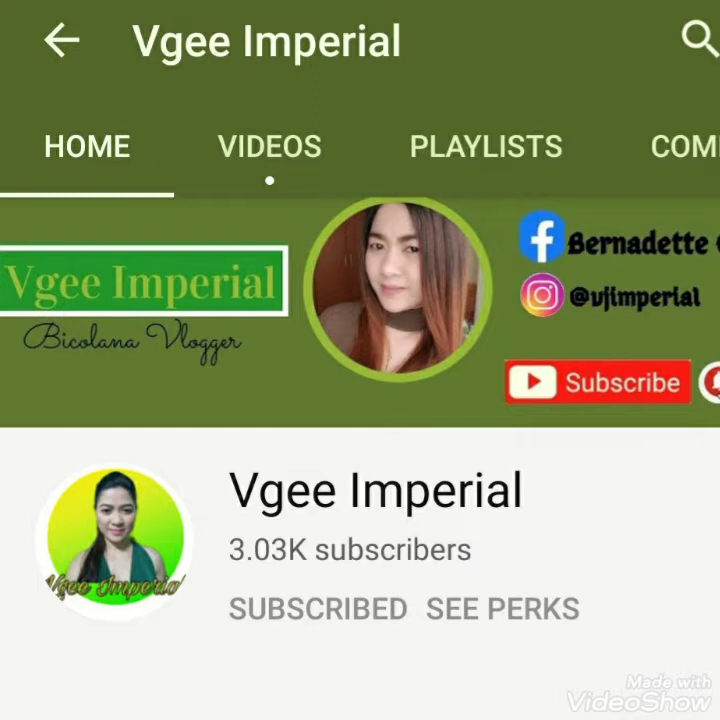 Vgee Imperial
HOME VIDEOS PLAYLISTS COM
Vgee Imperial
Bicolana Vlogger
Bernadette
@vjimperial
Subscribe
Vgee Imperial
Vgee Imperial
3.03K subscribers
SUBSCRIBED SEE PERKS
Made with
VideoShow